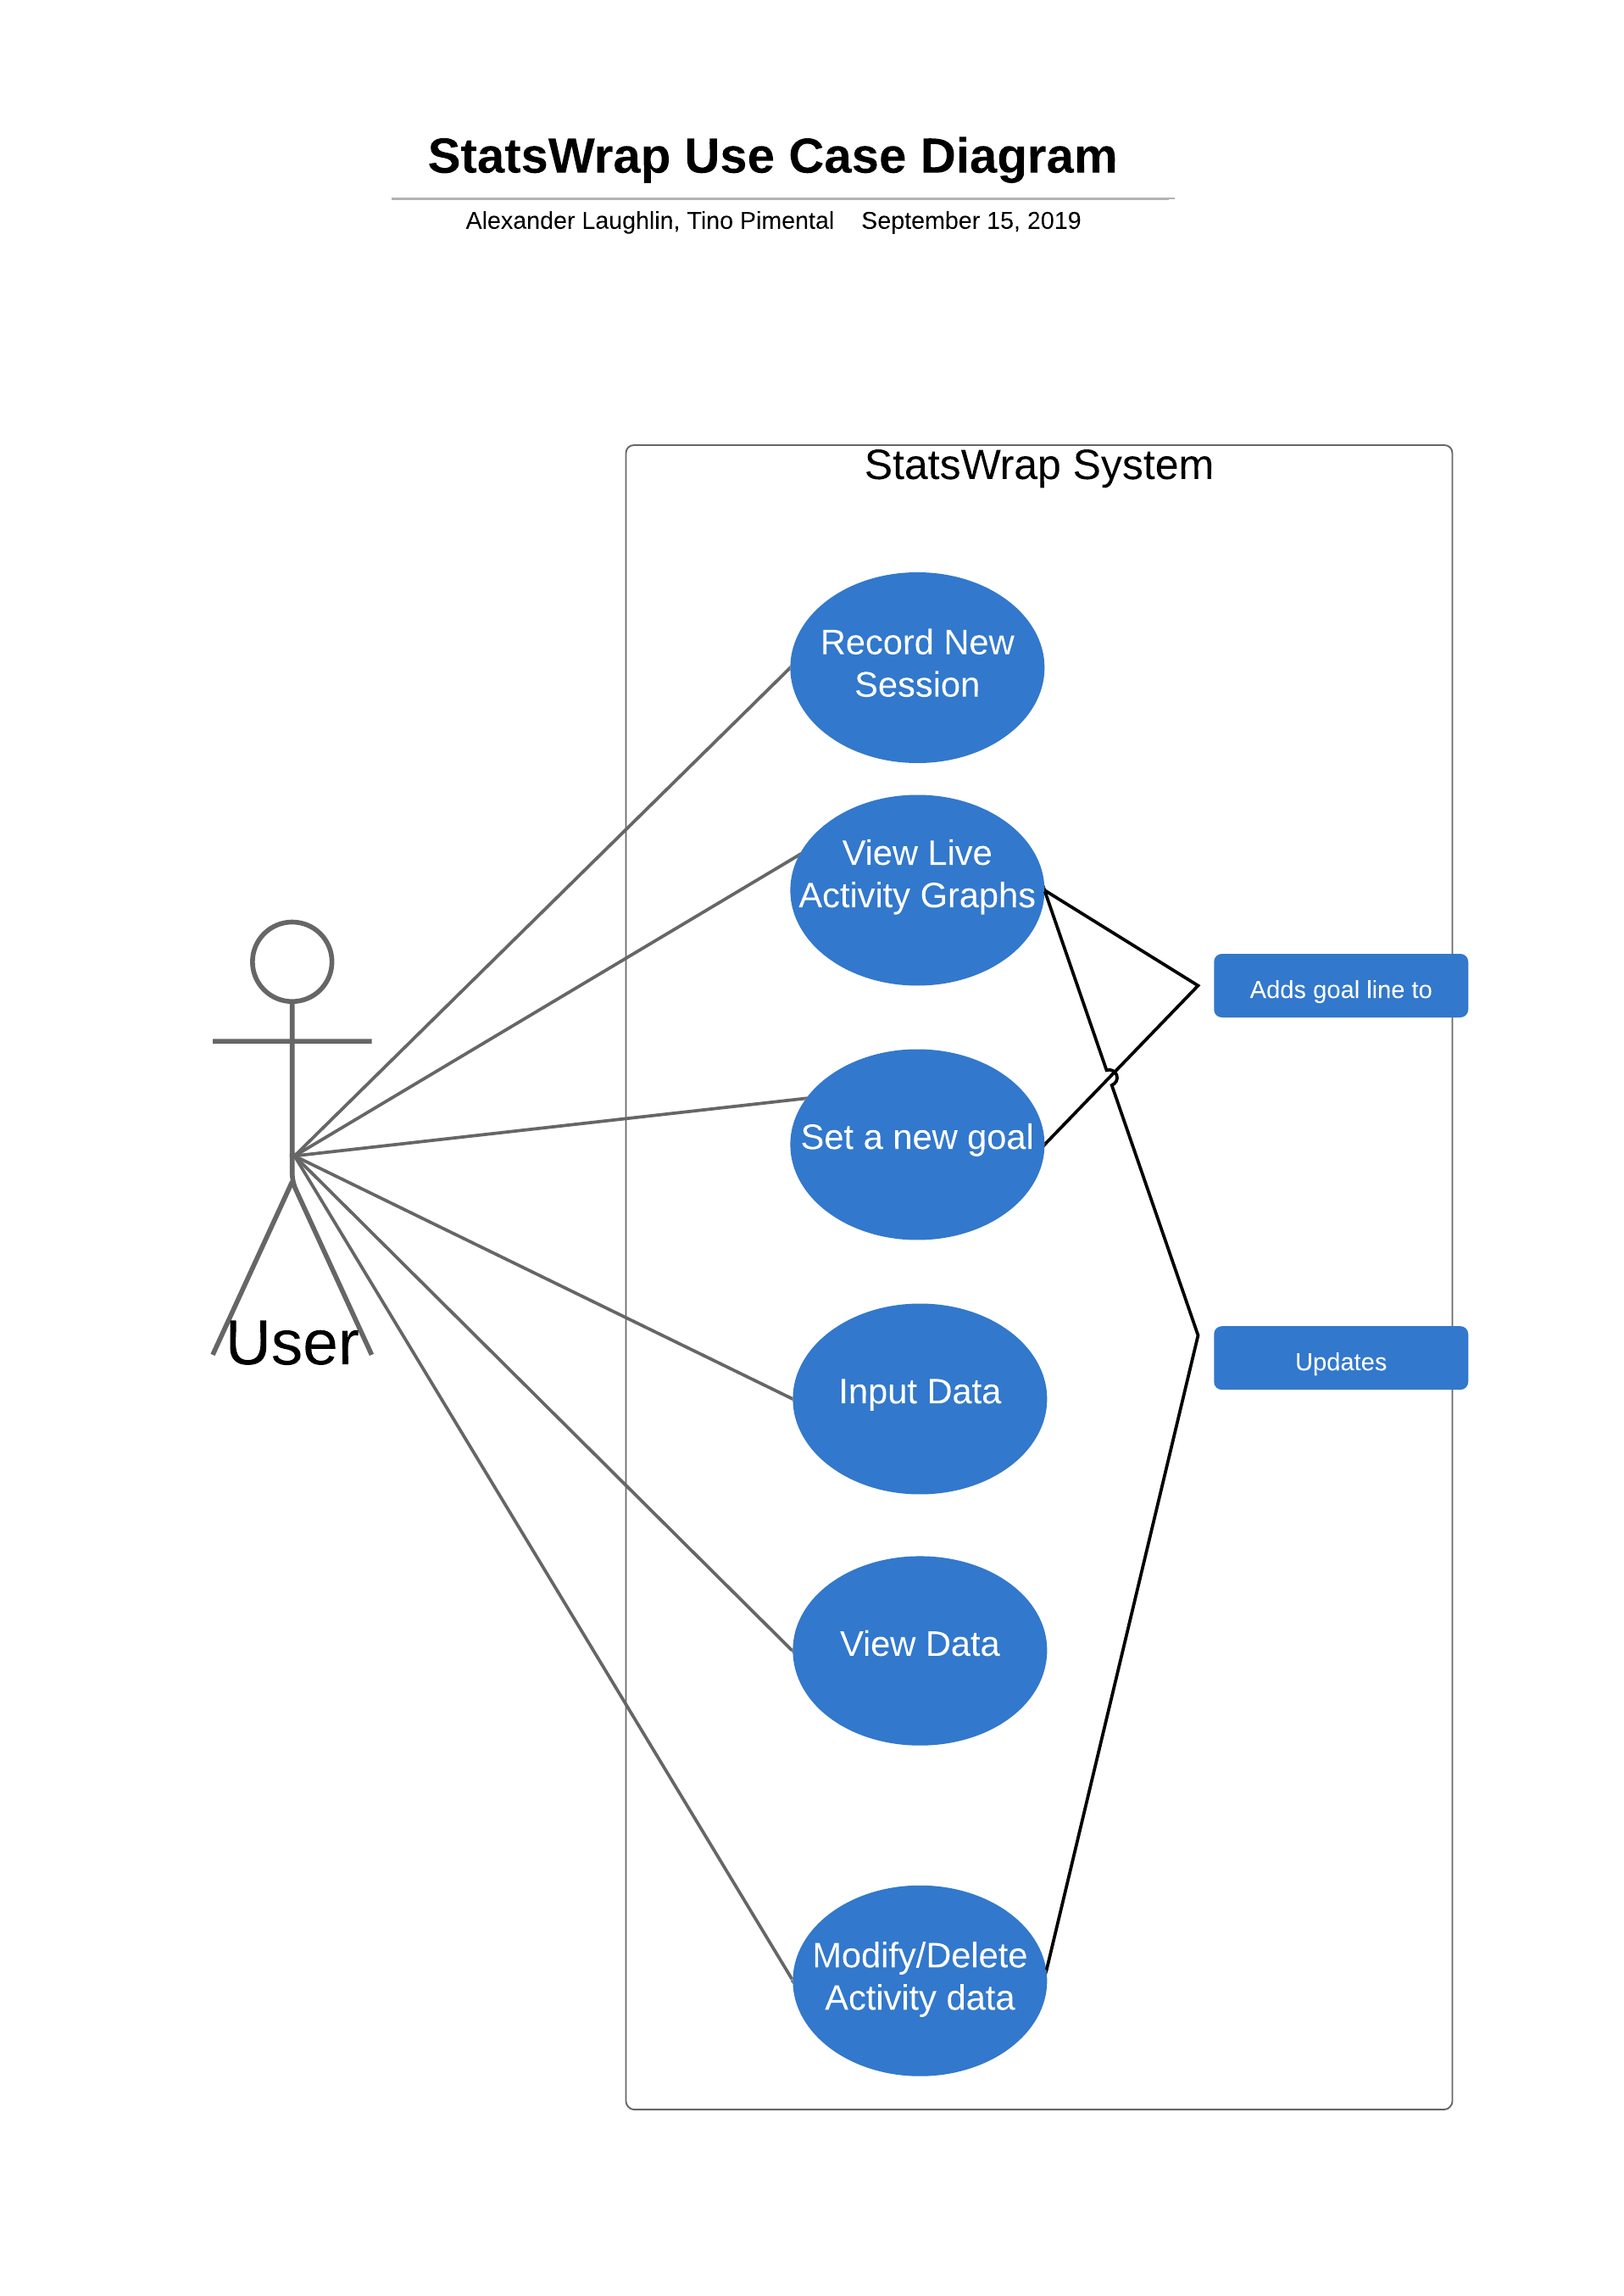 StatsWrap Use Case Diagram
Alexander Laughlin, Tino Pimental    September 15, 2019
StatsWrap System
Record New
Session
View Live
Activity Graphs
Adds goal line to
Set a new goal
User
Updates
Input Data
View Data
Modify/Delete
Activity data